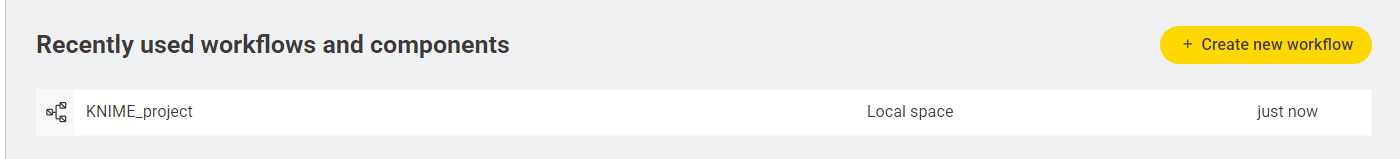 Recently used workflows and components
+ Create new workflow
KNIME_project Local space just now